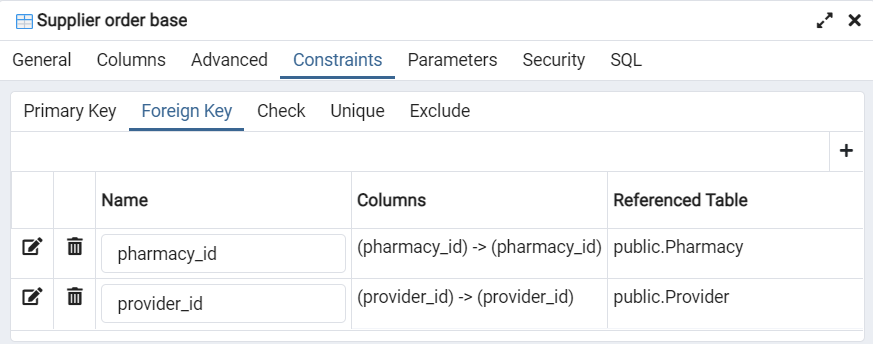 Supplier order base
General Columns Advanced Constraints Parameters Security SQL
Primary Key Foreign Key Check Unique Exclude
Name Columns Referenced Table
pharmacy_id (pharmacy_id) -> (pharmacy_id) public.Pharmacy
provider_id (provider_id) -> (provider_id) public.Provider